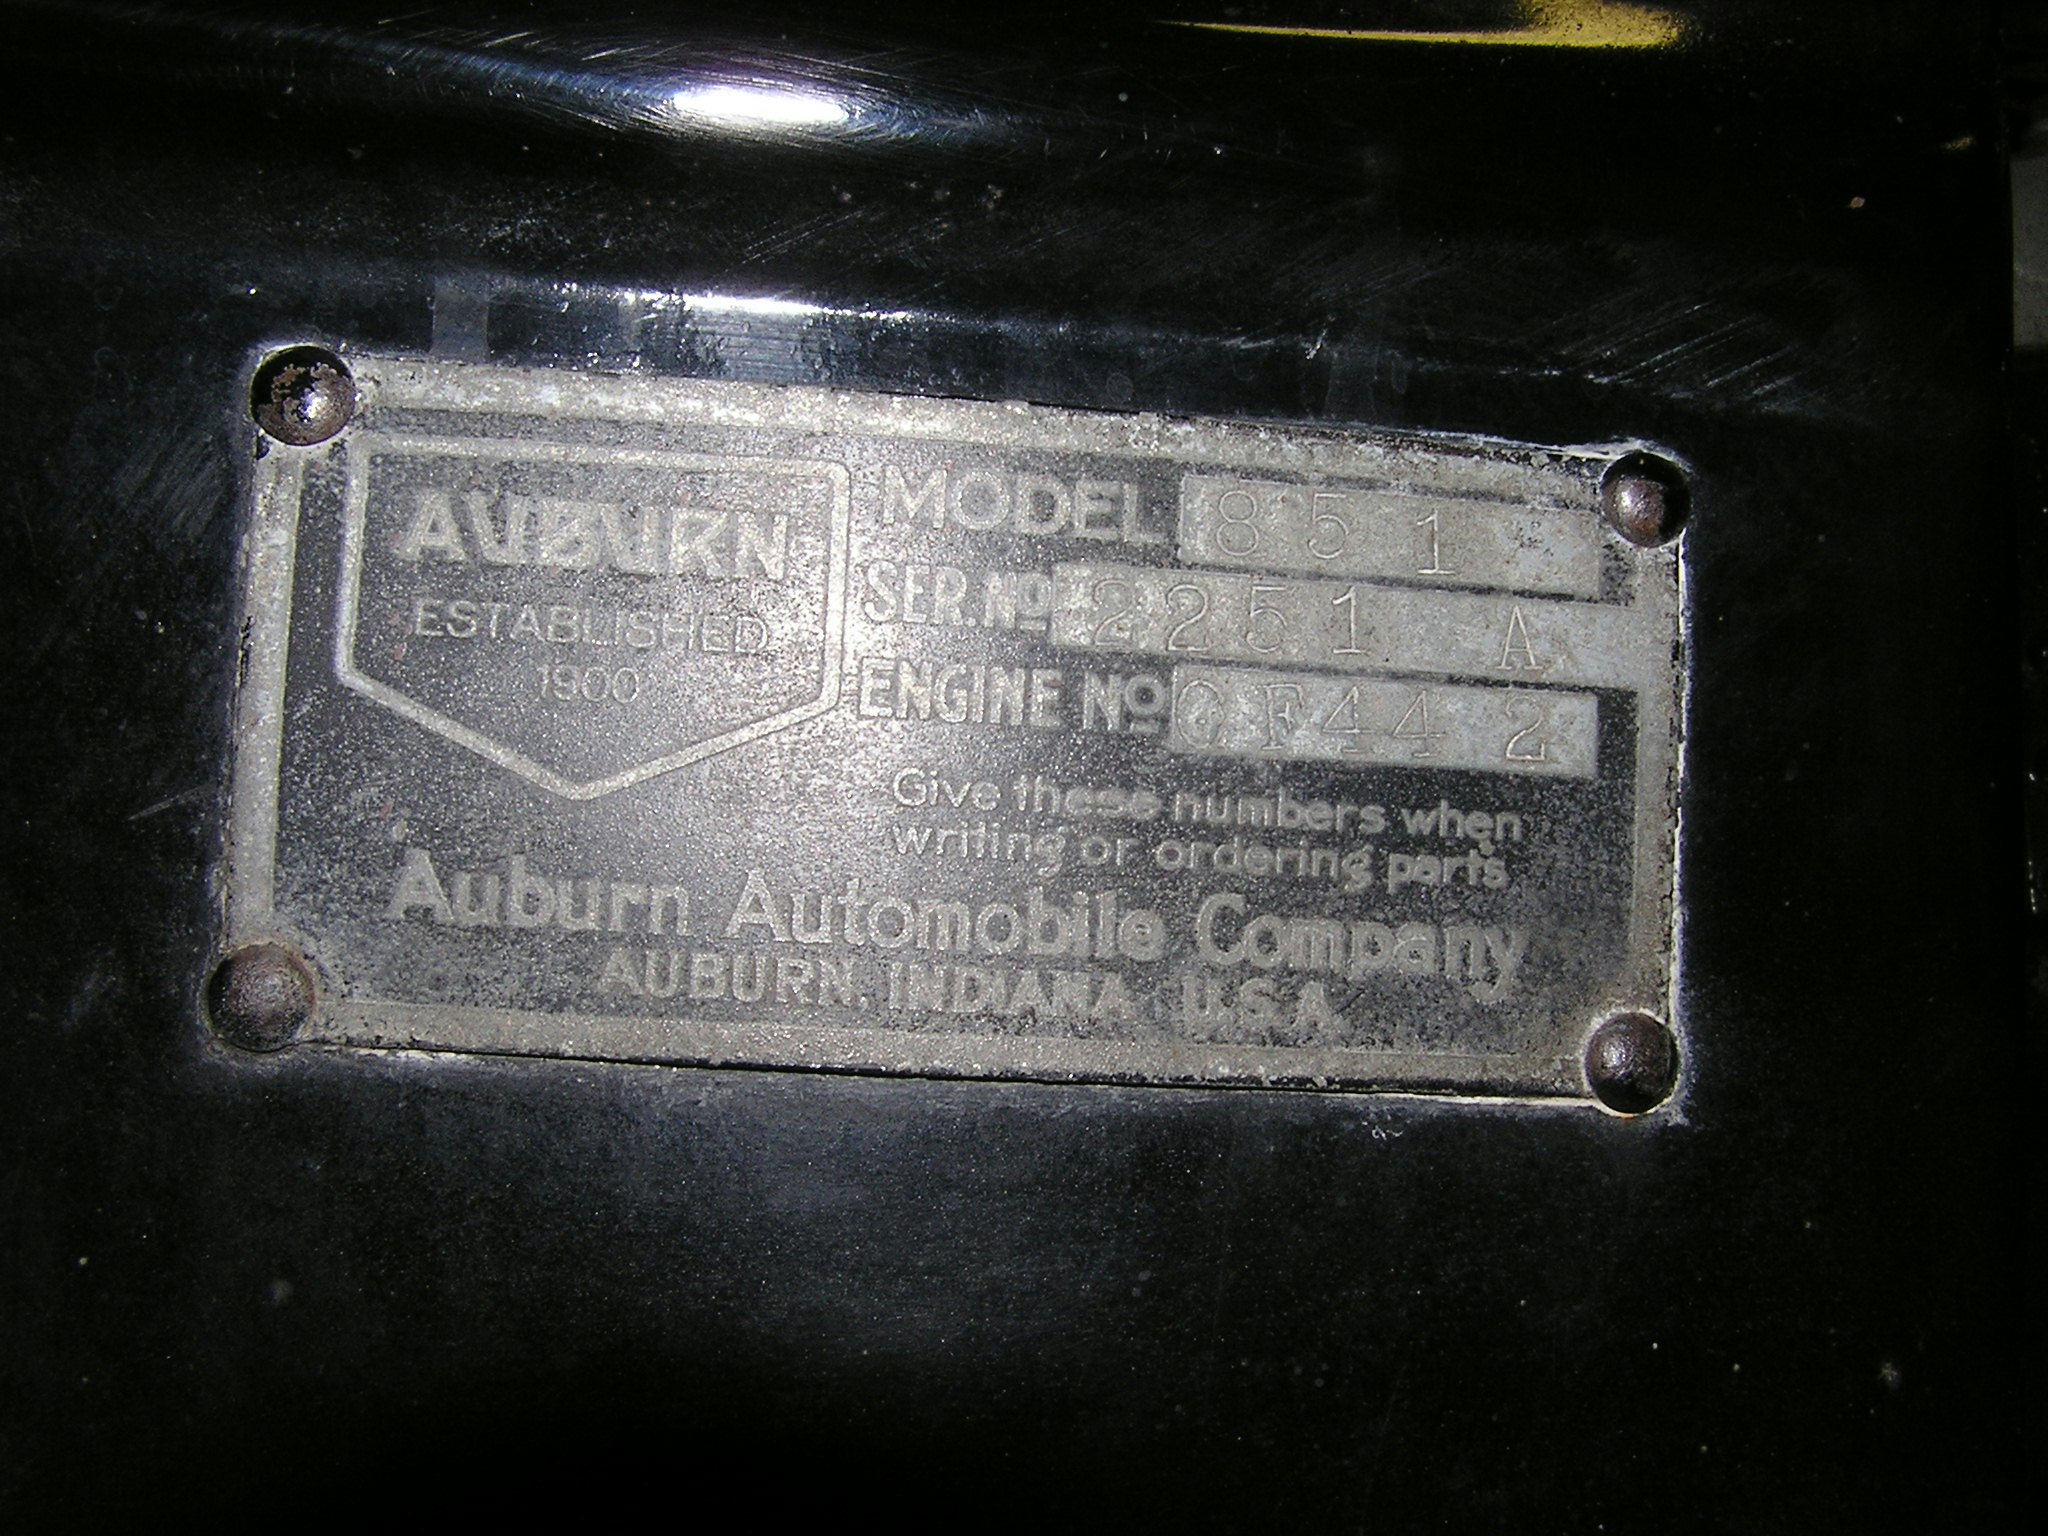 AUBURN
ESTABLISHED
1900
MODEL 851
SER. No 2251 A
ENGINE No GF442
Give these numbers when
writing or ordering parts
Auburn Automobile Company
AUBURN, INDIANA U.S.A.